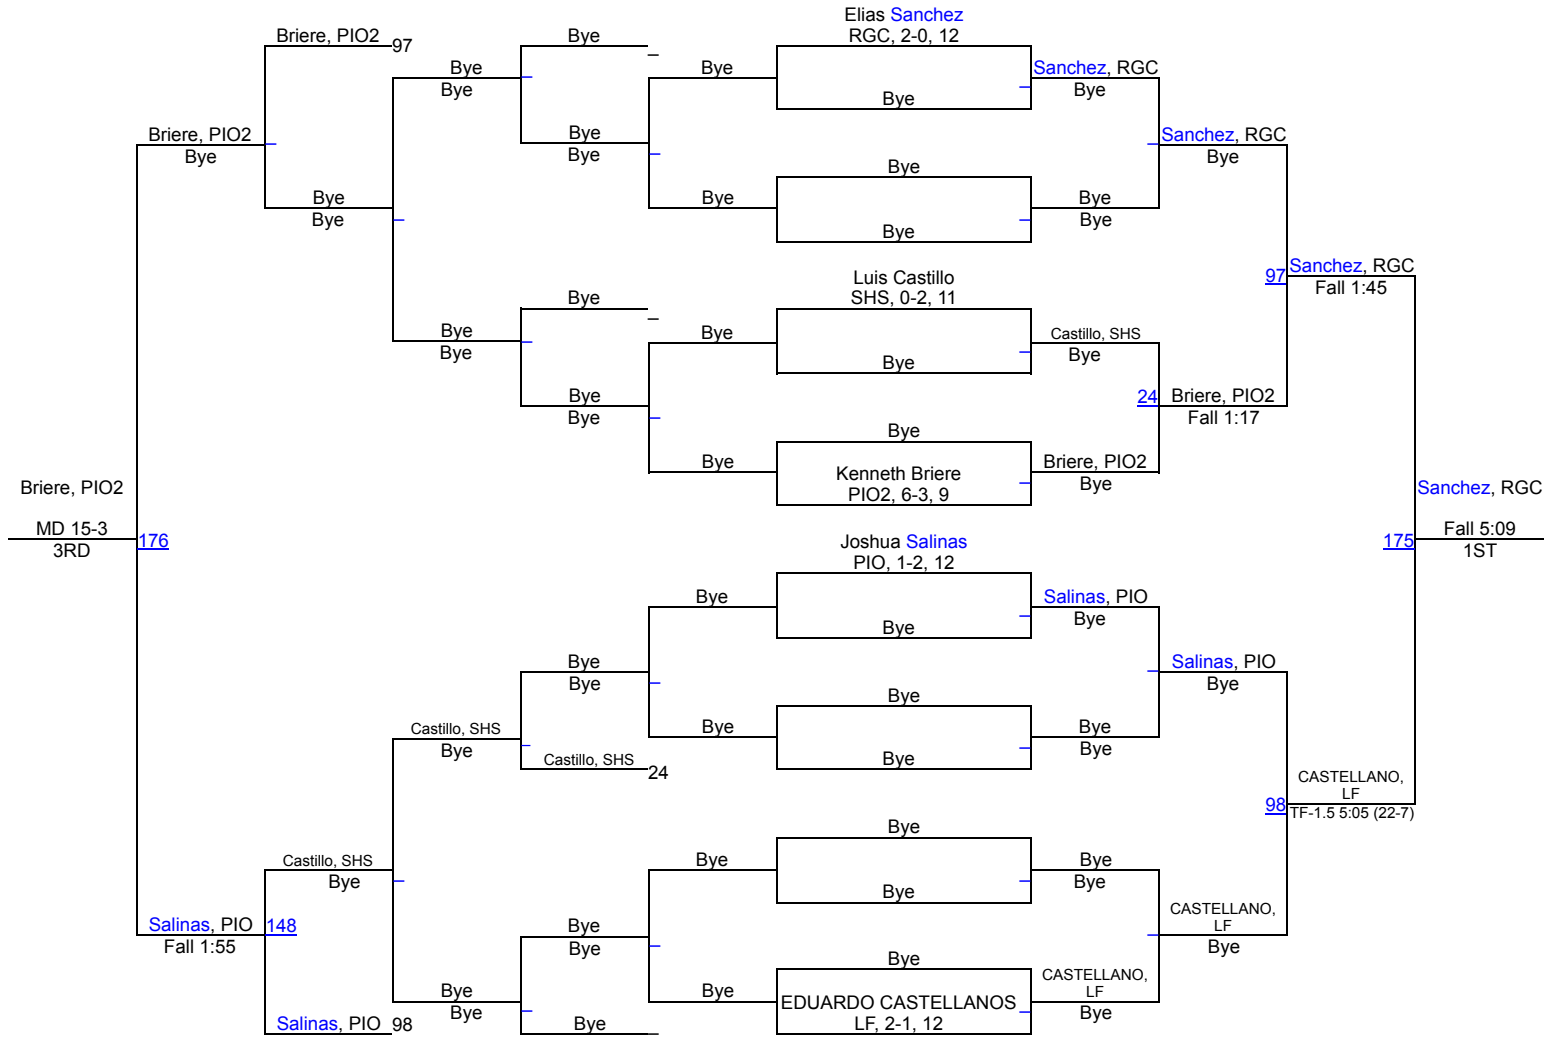 Elias Sanchez
RGC, 2-0, 12
Briere, PIO2
97
Bye
Bye
Bye
Bye
Bye
Sanchez, RGC
Bye
Briere, PIO2
Bye
Bye
Bye
Sanchez, RGC
Bye
Bye
Bye
Bye
Bye
Bye
Bye
Bye
Bye
Luis Castillo
SHS, 0-2, 11
97
Sanchez, RGC
Fall 1:45
Bye
Bye
Bye
Bye
Castillo, SHS
Bye
Bye
Bye
Bye
24
Briere, PIO2
Fall 1:17
Bye
Bye
Kenneth Briere
PIO2, 6-3, 9
Briere, PIO2
Bye
Briere, PIO2
MD 15-3
3RD
176
Sanchez, RGC
Fall 5:09
1ST
175
Joshua Salinas
PIO, 1-2, 12
Bye
Bye
Salinas, PIO
Bye
Bye
Bye
Salinas, PIO
Bye
Bye
Bye
Bye
Bye
Bye
Castillo, SHS
Bye
Castillo, SHS
24
CASTELLANO,
LF
TF-1.5 5:05 (22-7)
98
Bye
Bye
Bye
Bye
Bye
Castillo, SHS
Bye
Salinas, PIO
Fall 1:55
148
Bye
Bye
CASTELLANO,
LF
Bye
Bye
Bye
EDUARDO CASTELLANOS
LF, 2-1, 12
CASTELLANO,
LF
Bye
Bye
Bye
Salinas, PIO
98
Bye